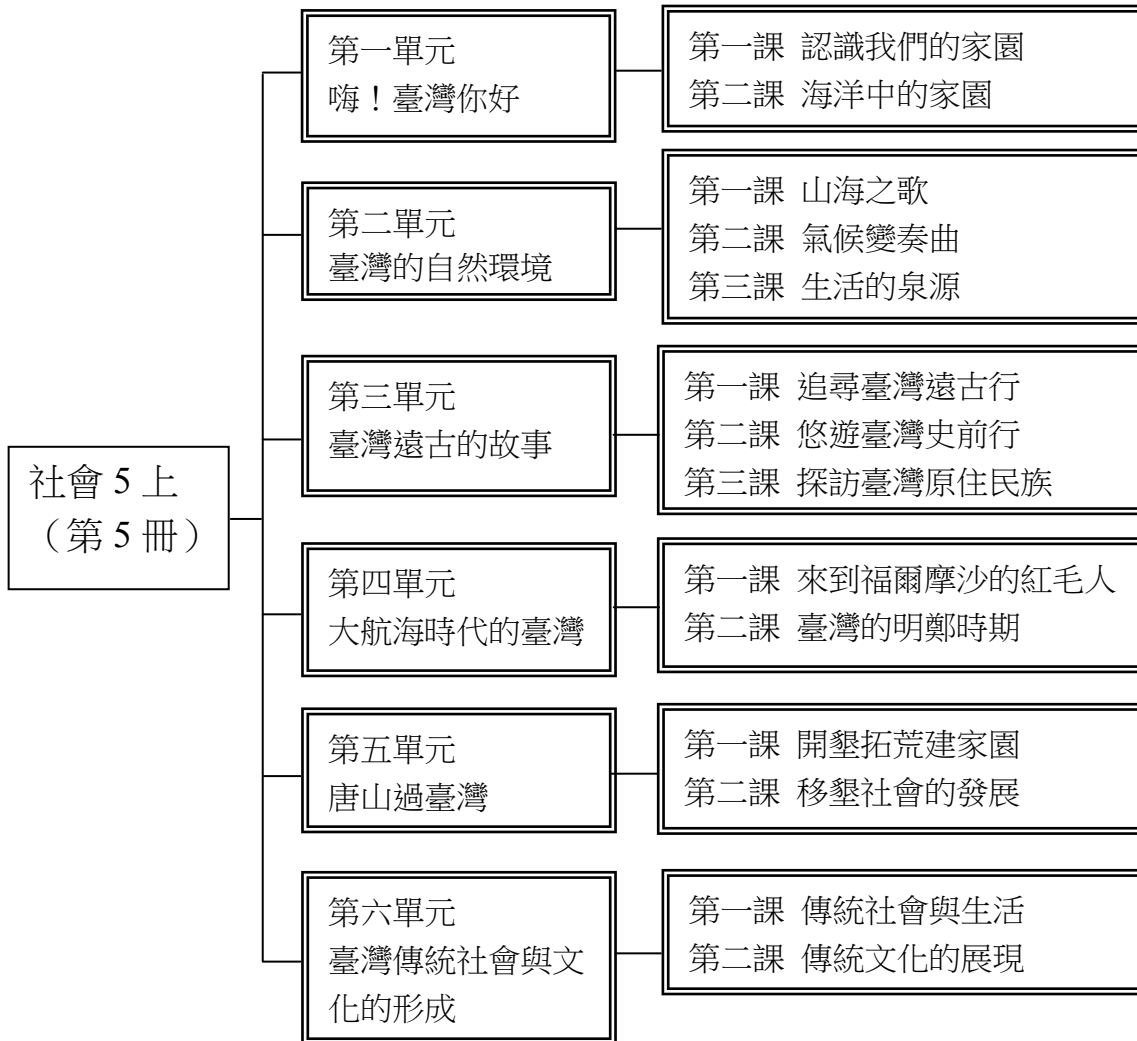 社會 5 上
（第 5 冊）
第一單元
嗨！臺灣你好
第一課 認識我們的家園
第二課 海洋中的家園
第二單元
臺灣的自然環境
第一課 山海之歌
第二課 氣候變奏曲
第三課 生活的泉源
第三單元
臺灣遠古的故事
第一課 追尋臺灣遠古行
第二課 悠遊臺灣史前行
第三課 探訪臺灣原住民族
第四單元
大航海時代的臺灣
第一課 來到福爾摩沙的紅毛人
第二課 臺灣的明鄭時期
第五單元
唐山過臺灣
第一課 開墾拓荒建家園
第二課 移墾社會的發展
第六單元
臺灣傳統社會與文
化的形成
第一課 傳統社會與生活
第二課 傳統文化的展現